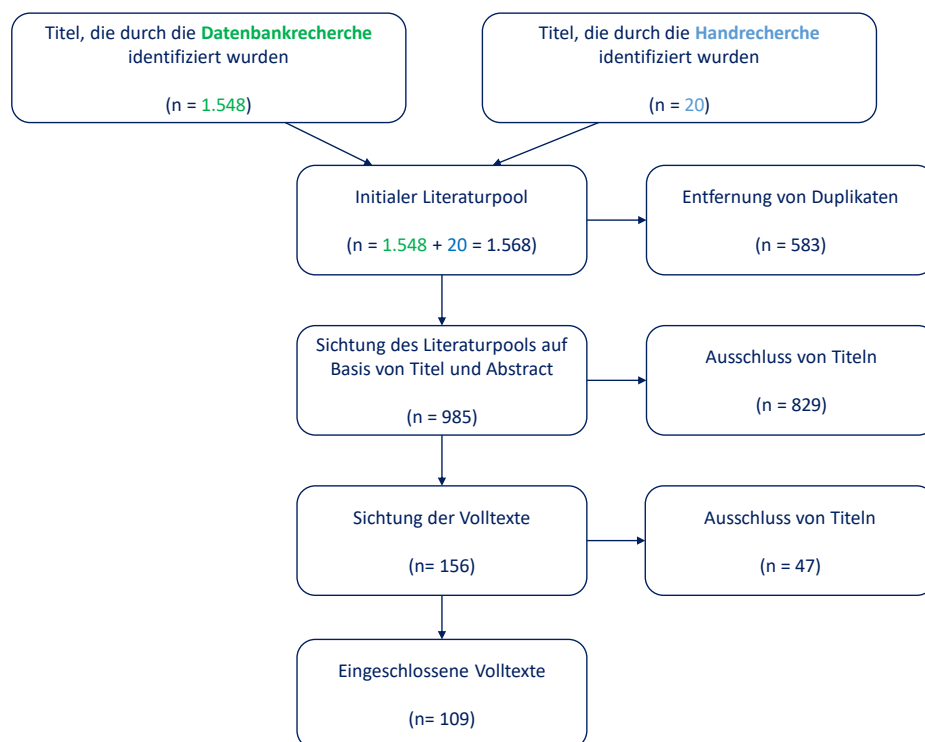 Titel, die durch die Datenbankrecherche
identifiziert wurden
(n = 1.548)
Titel, die durch die Handrecherche
identifiziert wurden
(n = 20)
Initialer Literaturpool
(n = 1.548 + 20 = 1.568)
Entfernung von Duplikaten
(n = 583)
Sichtung des Literaturpools auf
Basis von Titel und Abstract
(n = 985)
Ausschluss von Titeln
(n = 829)
Sichtung der Volltexte
(n= 156)
Ausschluss von Titeln
(n = 47)
Eingeschlossene Volltexte
(n= 109)